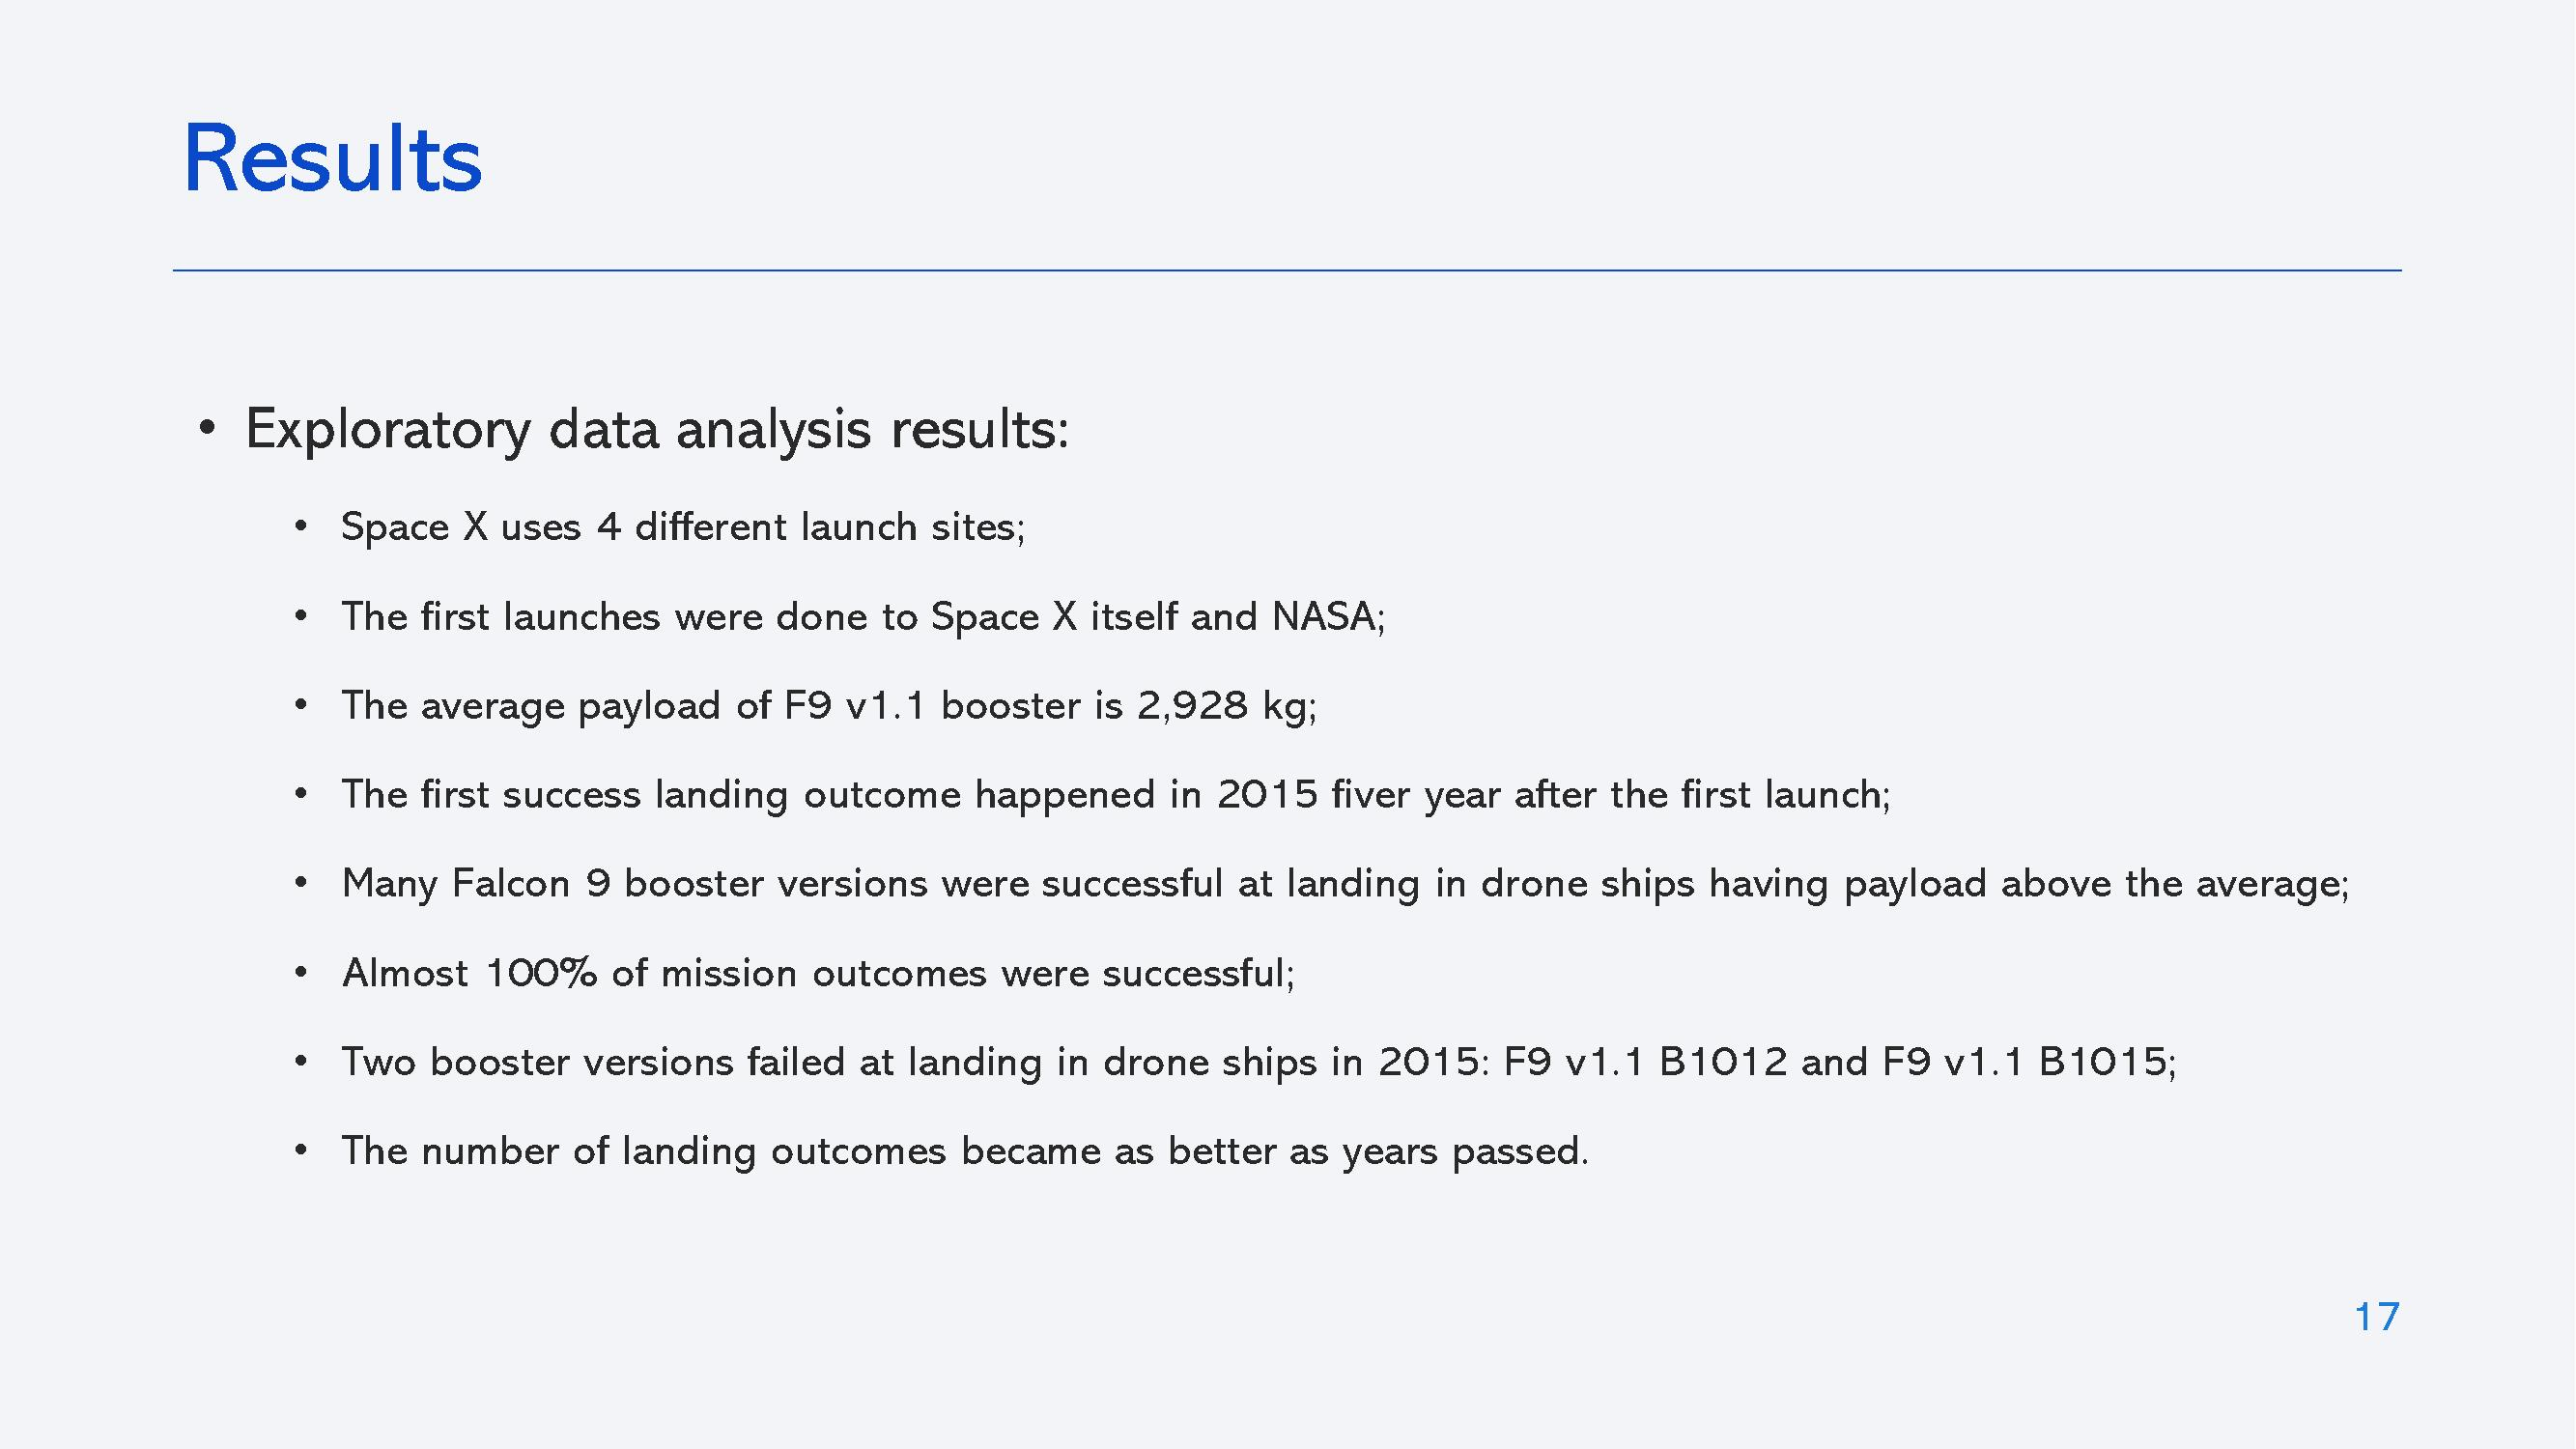 Results
• Exploratory data analysis results:
• Space X uses 4 different launch sites;
• The first launches were done to Space X itself and NASA;
• The average payload of F9 v1.1 booster is 2,928 kg;
• The first success landing outcome happened in 2015 fiver year after the first launch;
• Many Falcon 9 booster versions were successful at landing in drone ships having payload above the average;
• Almost 100% of mission outcomes were successful;
• Two booster versions failed at landing in drone ships in 2015: F9 v1.1 B1012 and F9 v1.1 B1015;
• The number of landing outcomes became as better as years passed.
17